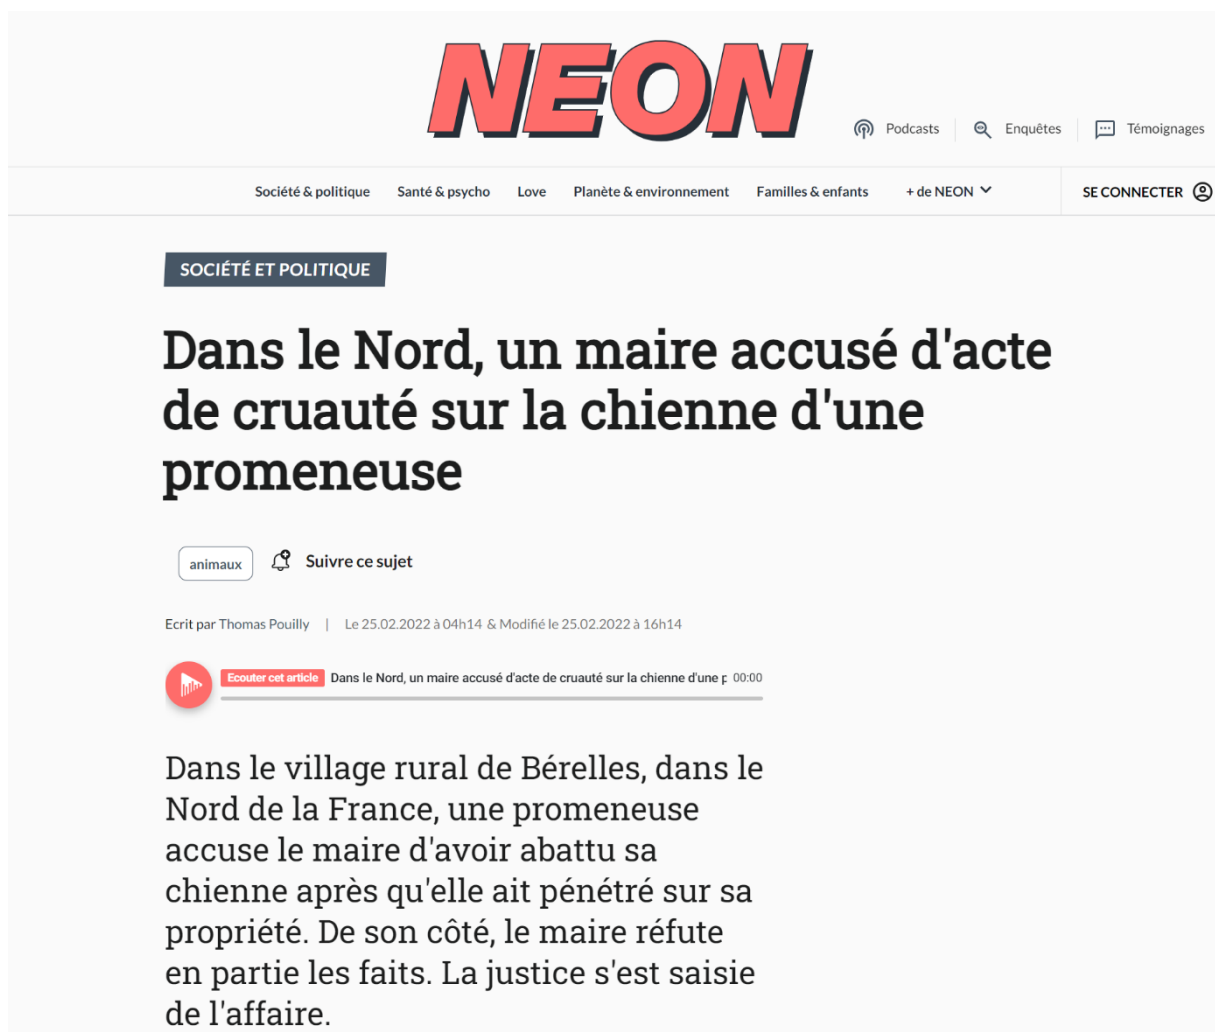 NEON
Podcasts
Enquêtes
Témoignages
Société & politique
Santé & psycho
Love
Planète & environnement
Familles & enfants
+ de NEON
SE CONNECTER
SOCIÉTÉ ET POLITIQUE
Dans le Nord, un maire accusé d'acte
de cruauté sur la chienne d'une
promeneuse
animaux
Suivre ce sujet
Ecrit par Thomas Pouilly | Le 25.02.2022 à 04h14 & Modifié le 25.02.2022 à 16h14
Ecouter cet article Dans le Nord, un maire accusé d'acte de cruauté sur la chienne d'une 00:00
Dans le village rural de Bérelles, dans le
Nord de la France, une promeneuse
accuse le maire d'avoir abattu sa
chienne après qu'elle ait pénétré sur sa
propriété. De son côté, le maire réfute
en partie les faits. La justice s'est saisie
de l'affaire.